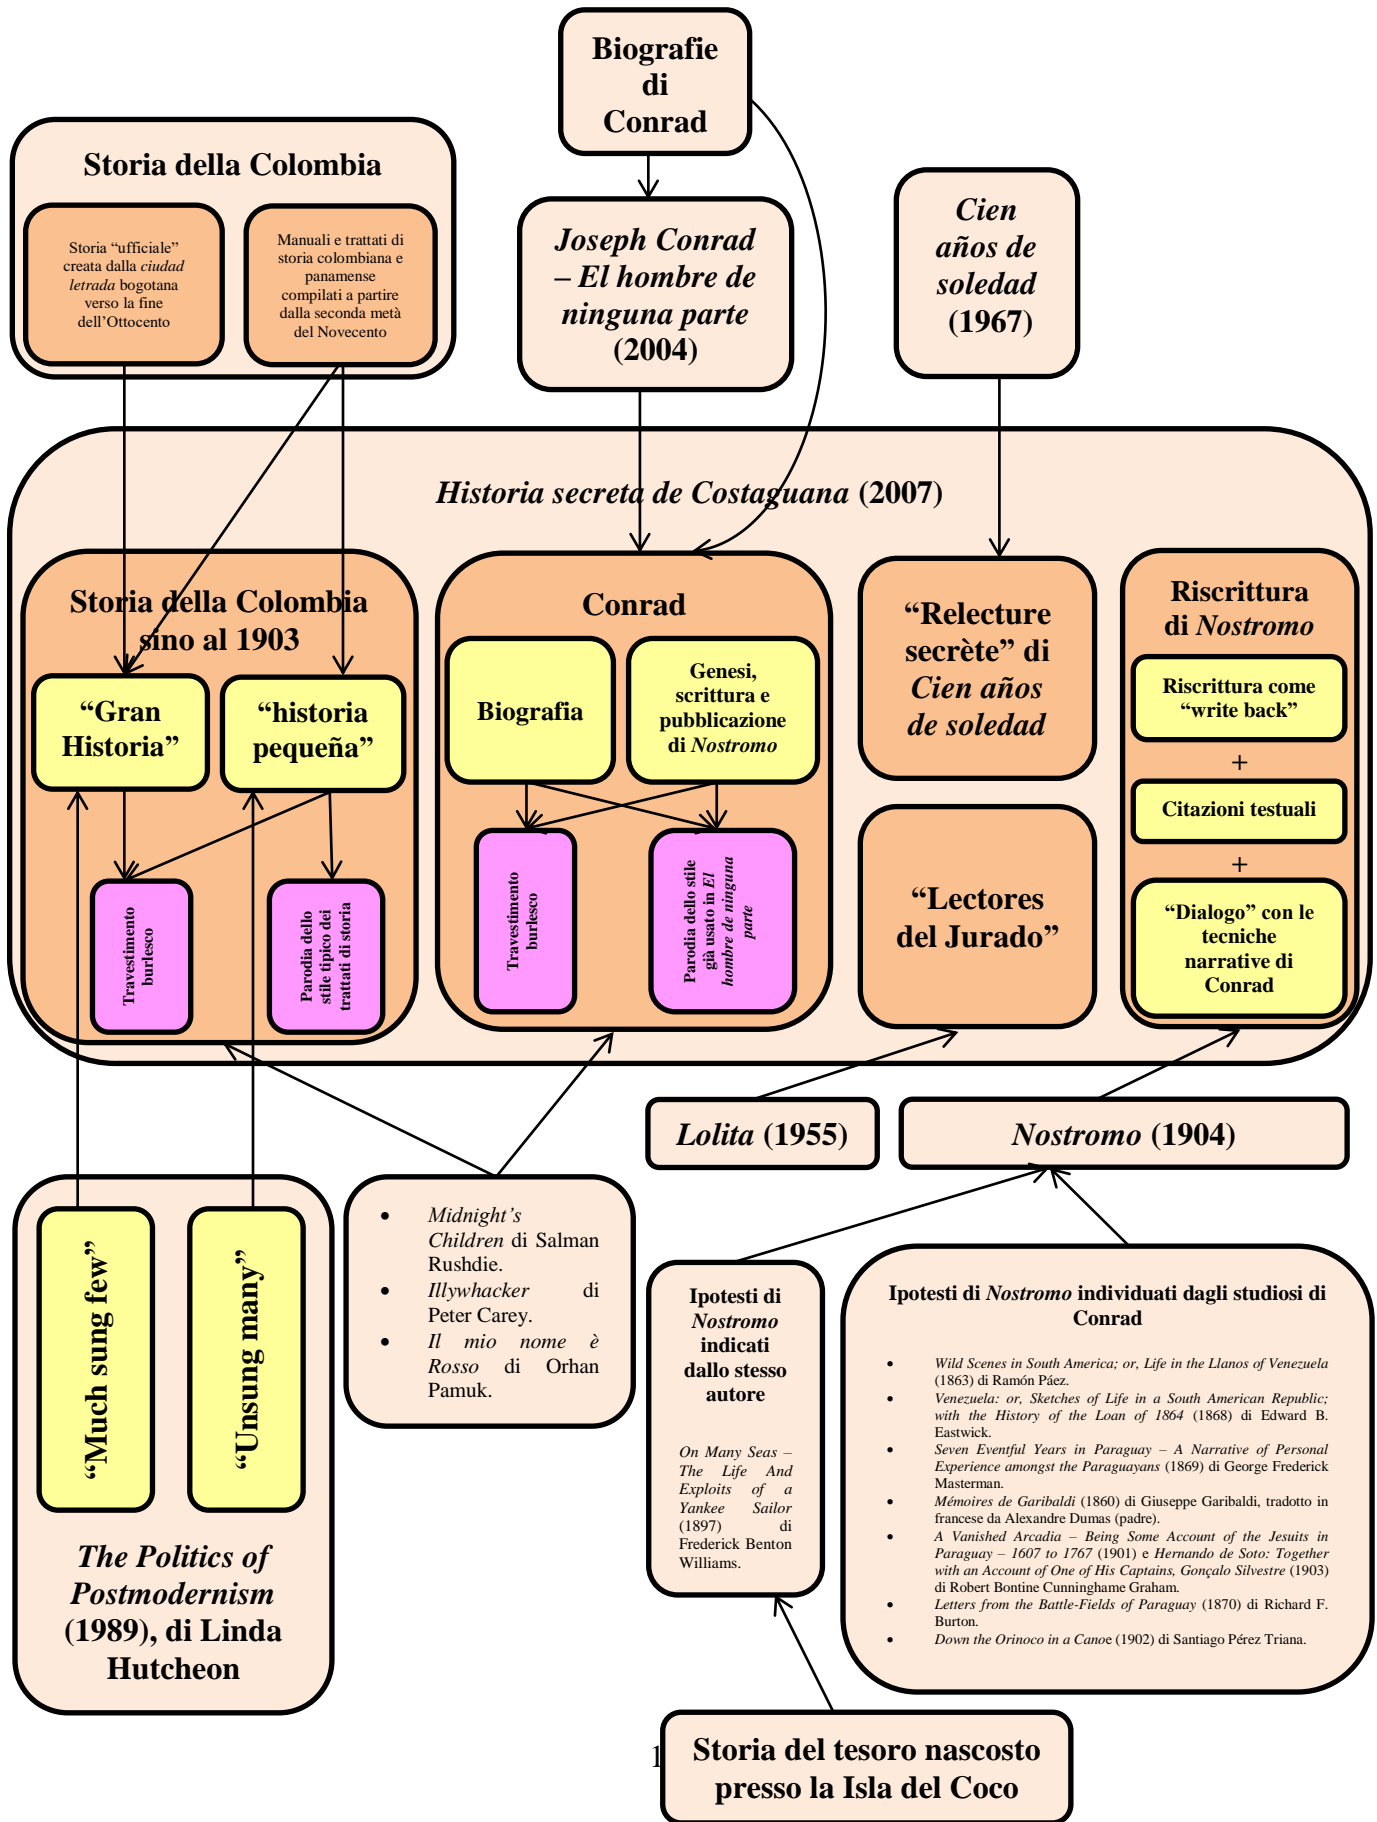 Biografie
di
Conrad
Storia della Colombia
Storia “ufficiale”
creata dalla ciudad
letrada bogotana
verso la fine
dell’Ottocento
Manuali e trattati di
storia colombiana e
panamense
compilati a partire
dalla seconda metà
del Novecento
Joseph Conrad
– El hombre de
ninguna parte
(2004)
Cien
años de
soledad
(1967)
Historia secreta de Costaguana (2007)
Storia della Colombia
sino al 1903
“Gran
Historia”
“historia
pequeña”
Travestimento
burlesco
Parodia dello
stile tipico dei
trattati di storia
Conrad
Biografia
Genesi,
scrittura e
pubblicazione
di Nostromo
Travestimento
burlesco
Parodia dello stile
già usato in El
hombre de ninguna
parte
“Relecture
secrète” di
Cien años
de soledad
“Lectores
del Jurado”
Riscrittura
di Nostromo
Riscrittura come
“write back”
+
Citazioni testuali
+
“Dialogo” con le
tecniche
narrative di
Conrad
Lolita (1955)
Nostromo (1904)
“Much sung few”
“Unsung many”
The Politics of
Postmodernism
(1989), di Linda
Hutcheon
• Midnight’s
Children di Salman
Rushdie.
• Illywhacker di
Peter Carey.
• Il mio nome è
Rosso di Orhan
Pamuk.
Ipotesti di
Nostromo
indicati
dallo stesso
autore
On Many Seas –
The Life And
Exploits of a
Yankee Sailor
(1897) di
Frederick Benton
Williams.
Ipotesti di Nostromo individuati dagli studiosi di
Conrad
• Wild Scenes in South America; or, Life in the Llanos of Venezuela
(1863) di Ramón Páez.
• Venezuela: or, Sketches of Life in a South American Republic;
with the History of the Loan of 1864 (1868) di Edward B.
Eastwick.
• Seven Eventful Years in Paraguay – A Narrative of Personal
Experience amongst the Paraguayans (1869) di George Frederick
Masterman.
• Mémoires de Garibaldi (1860) di Giuseppe Garibaldi, tradotto in
francese da Alexandre Dumas (padre).
• A Vanished Arcadia – Being Some Account of the Jesuits in
Paraguay – 1607 to 1767 (1901) e Hernando de Soto: Together
with an Account of One of His Captains, Gonçalo Silvestre (1903)
di Robert Bontine Cunninghame Graham.
• Letters from the Battle-Fields of Paraguay (1870) di Richard F.
Burton.
• Down the Orinoco in a Canoe (1902) di Santiago Pérez Triana.
1
Storia del tesoro nascosto
presso la Isla del Coco